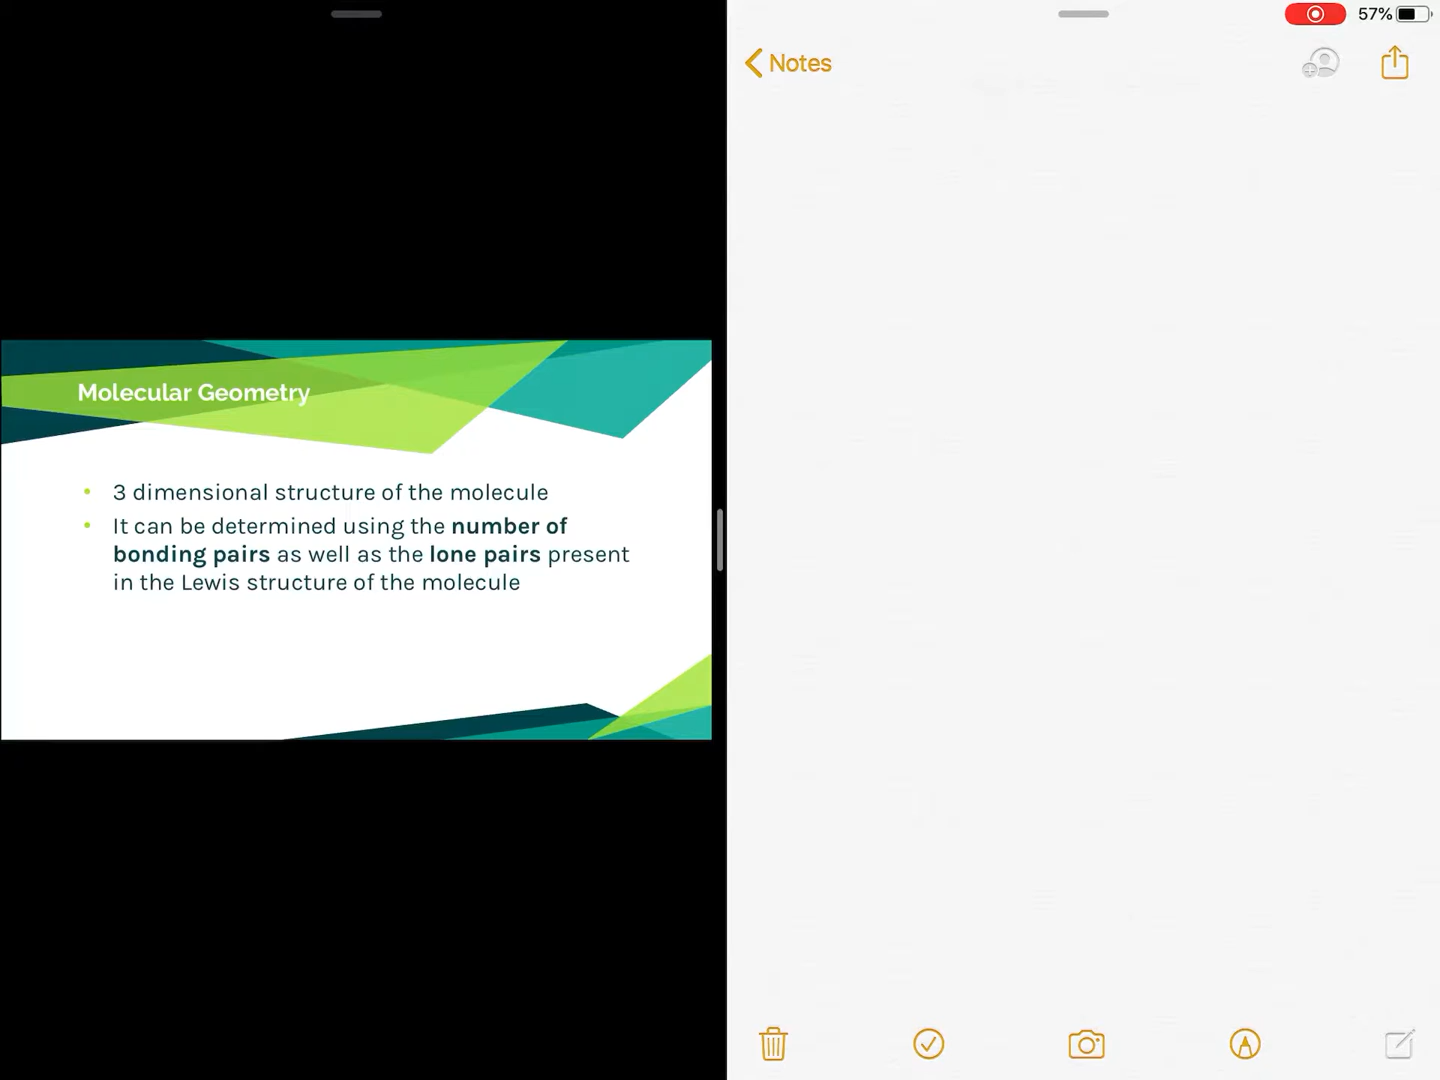 57%
Notes
Molecular Geometry
• 3 dimensional structure of the molecule
• It can be determined using the number of
bonding pairs as well as the lone pairs present
in the Lewis structure of the molecule